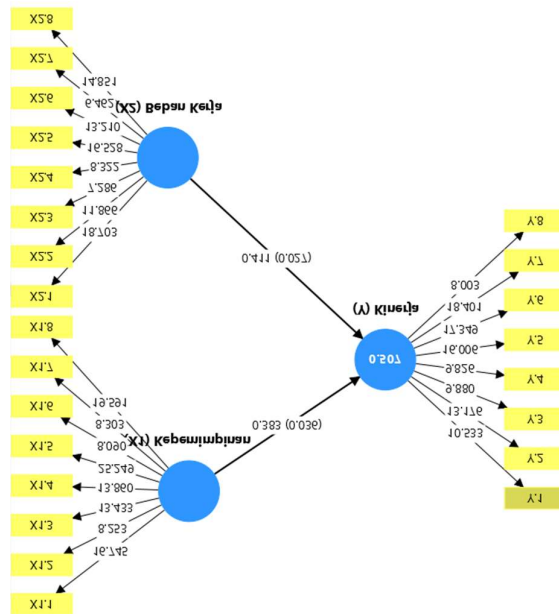 X1.1
X1.2
X1.3
X1.4
X1.5
X1.6
X1.7
X1.8
16.745
8.253
13.433
13.860
25.249
8.090
8.303
19.591
(X1) Kepemimpinan
0.383 (0.036)
X2.1
X2.2
X2.3
X2.4
X2.5
X2.6
X2.7
X2.8
18.703
11.866
7.286
8.322
16.528
13.210
6.462
14.851
(X2) Beban Kerja
0.411 (0.027)
0.507
(Y) Kinerja
10.533
13.176
9.880
9.826
16.006
17.349
18.401
8.003
Y.1
Y.2
Y.3
Y.4
Y.5
Y.6
Y.7
Y.8